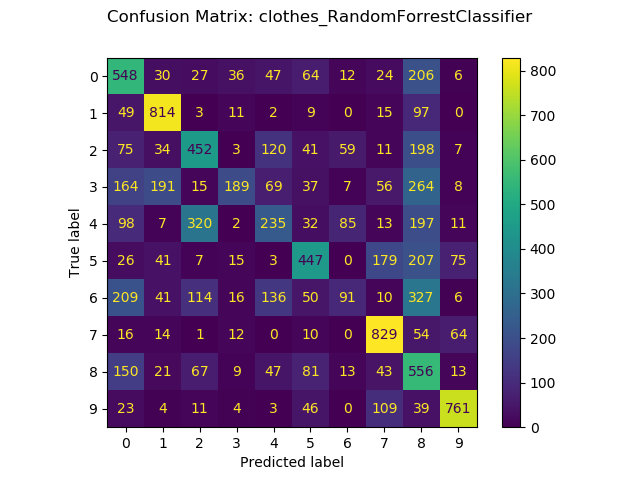 Confusion Matrix: clothes_RandomForrestClassifier
0 548 30 27 36 47 64 12 24 206 6
1 49 814 3 11 2 9 0 15 97 0
2 75 34 452 3 120 41 59 11 198 7
3 164 191 15 189 69 37 7 56 264 8
4 98 7 320 2 235 32 85 13 197 11
5 26 41 7 15 3 447 0 179 207 75
6 209 41 114 16 136 50 91 10 327 6
7 16 14 1 12 0 10 0 829 54 64
8 150 21 67 9 47 81 13 43 556 13
9 23 4 11 4 3 46 0 109 39 761
0 1 2 3 4 5 6 7 8 9
Predicted label
True label
800
700
600
500
400
300
200
100
0